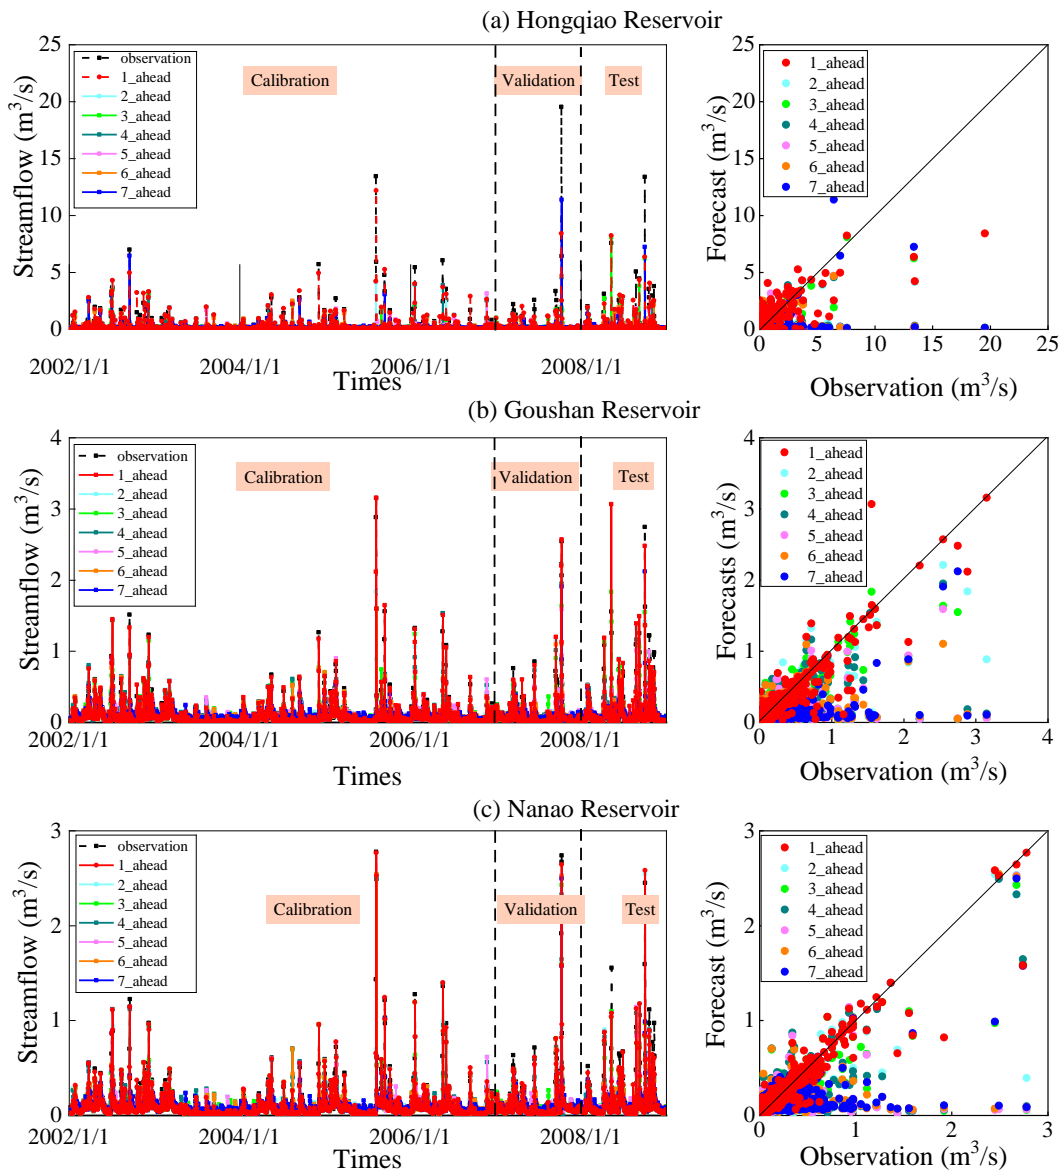 (a) Hongqiao Reservoir
Streamflow (m³/s)
25
20
15
10
5
0
observation
1_ahead
2_ahead
3_ahead
4_ahead
5_ahead
6_ahead
7_ahead
Calibration
Validation
Test
2002/1/1
2004/1/1
2006/1/1
2008/1/1
Times
Forecast (m³/s)
25
20
15
10
5
0
1_ahead
2_ahead
3_ahead
4_ahead
5_ahead
6_ahead
7_ahead
0
5
10
15
20
25
Observation (m³/s)
(b) Goushan Reservoir
Streamflow (m³/s)
4
3
2
1
0
observation
1_ahead
2_ahead
3_ahead
4_ahead
5_ahead
6_ahead
7_ahead
Calibration
Validation
Test
2002/1/1
2004/1/1
2006/1/1
2008/1/1
Times
Forecasts (m³/s)
4
3
2
1
0
1_ahead
2_ahead
3_ahead
4_ahead
5_ahead
6_ahead
7_ahead
0
1
2
3
4
Observation (m³/s)
(c) Nanao Reservoir
Streamflow (m³/s)
3
2
1
0
observation
1_ahead
2_ahead
3_ahead
4_ahead
5_ahead
6_ahead
7_ahead
Calibration
Validation
Test
2002/1/1
2004/1/1
2006/1/1
2008/1/1
Times
Forecast (m³/s)
3
2
1
0
1_ahead
2_ahead
3_ahead
4_ahead
5_ahead
6_ahead
7_ahead
0
1
2
3
Observation (m³/s)